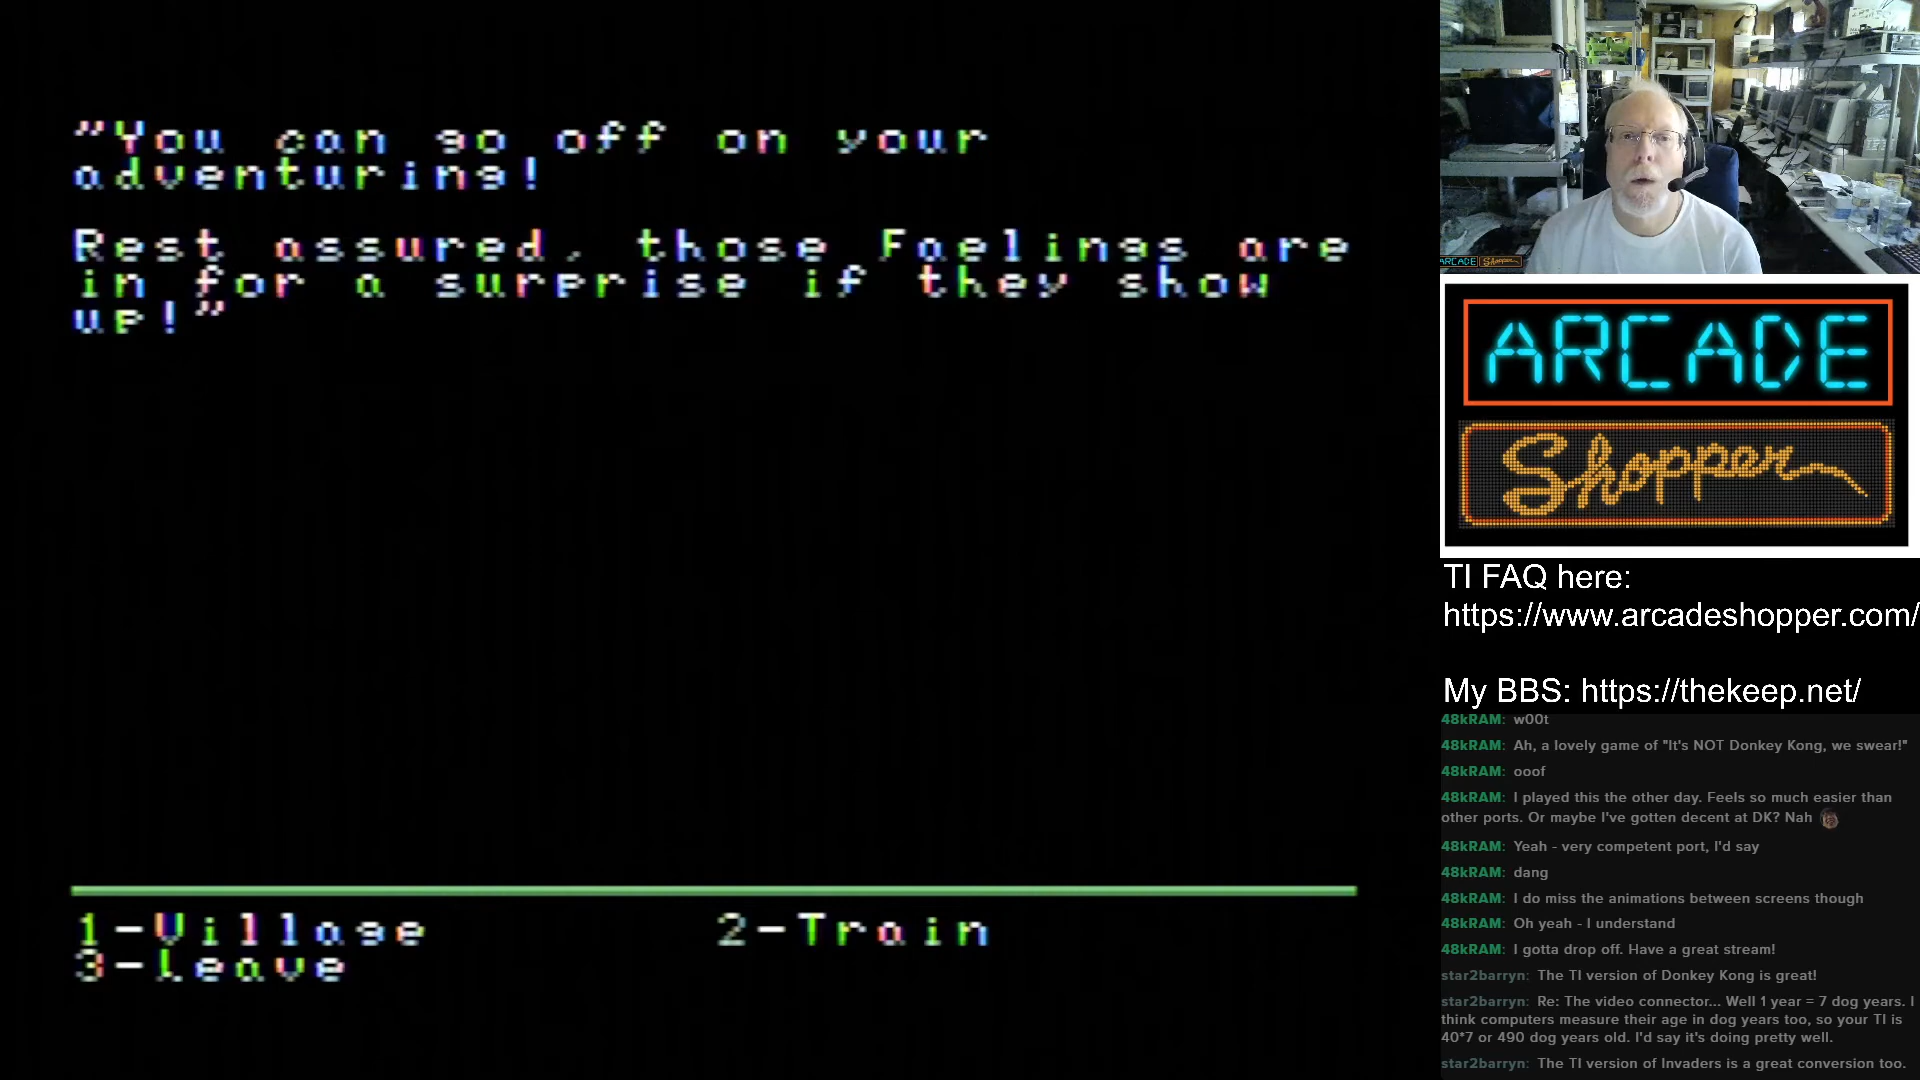 "You can go off on your
adventuring!
Rest assured, those Faelings are
in for a surprise if they show
up!"
1-Village 2-Train
3-leave
ARCADE Shopper
ARCADE
Shopper
TI FAQ here:
https://www.arcadeshopper.com/
My BBS: https://thekeep.net/
48kRAM: w00t
48kRAM: Ah, a lovely game of "It's NOT Donkey Kong, we swear!"
48kRAM: ooof
48kRAM: I played this the other day. Feels so much easier than
other ports. Or maybe I've gotten decent at DK? Nah
48kRAM: Yeah - very competent port, I'd say
48kRAM: dang
48kRAM: I do miss the animations between screens though
48kRAM: Oh yeah - I understand
48kRAM: I gotta drop off. Have a great stream!
star2barryn: The TI version of Donkey Kong is great!
star2barryn: Re: The video connector... Well 1 year = 7 dog years. I
think computers measure their age in dog years too, so your TI is
40*7 or 490 dog years old. I'd say it's doing pretty well.
star2barryn: The TI version of Invaders is a great conversion too.